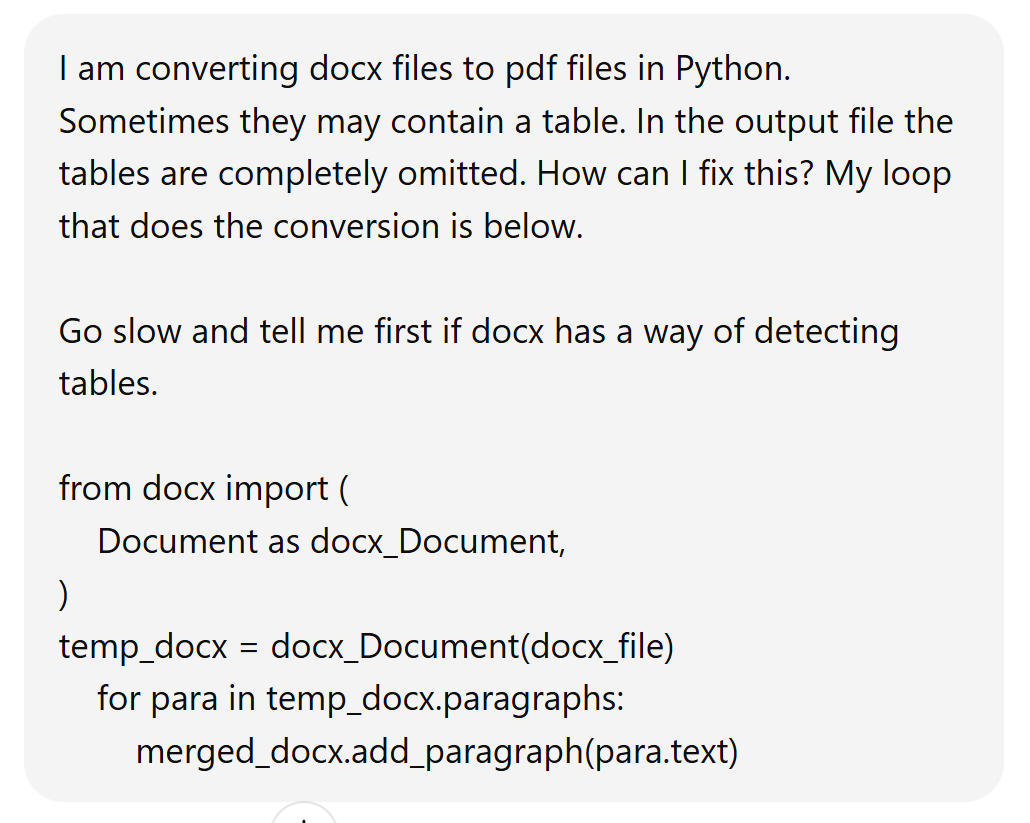 I am converting docx files to pdf files in Python.
Sometimes they may contain a table. In the output file the
tables are completely omitted. How can I fix this? My loop
that does the conversion is below.
Go slow and tell me first if docx has a way of detecting
tables.
from docx import (
    Document as docx_Document,
)
temp_docx = docx_Document(docx_file)
    for para in temp_docx.paragraphs:
        merged_docx.add_paragraph(para.text)